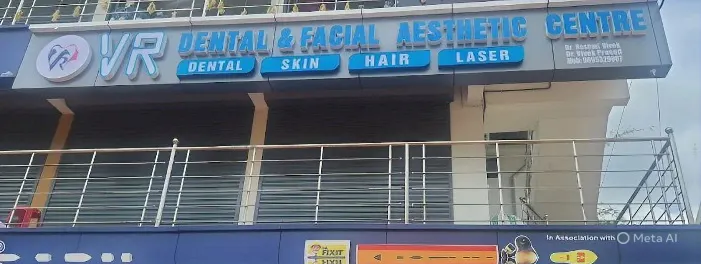 VR DENTAL & FACIAL AESTHETIC CENTRE
DENTAL SKIN HAIR LASER
Dr. Vivek Prasad
FIXIT
In Association with
Meta AI